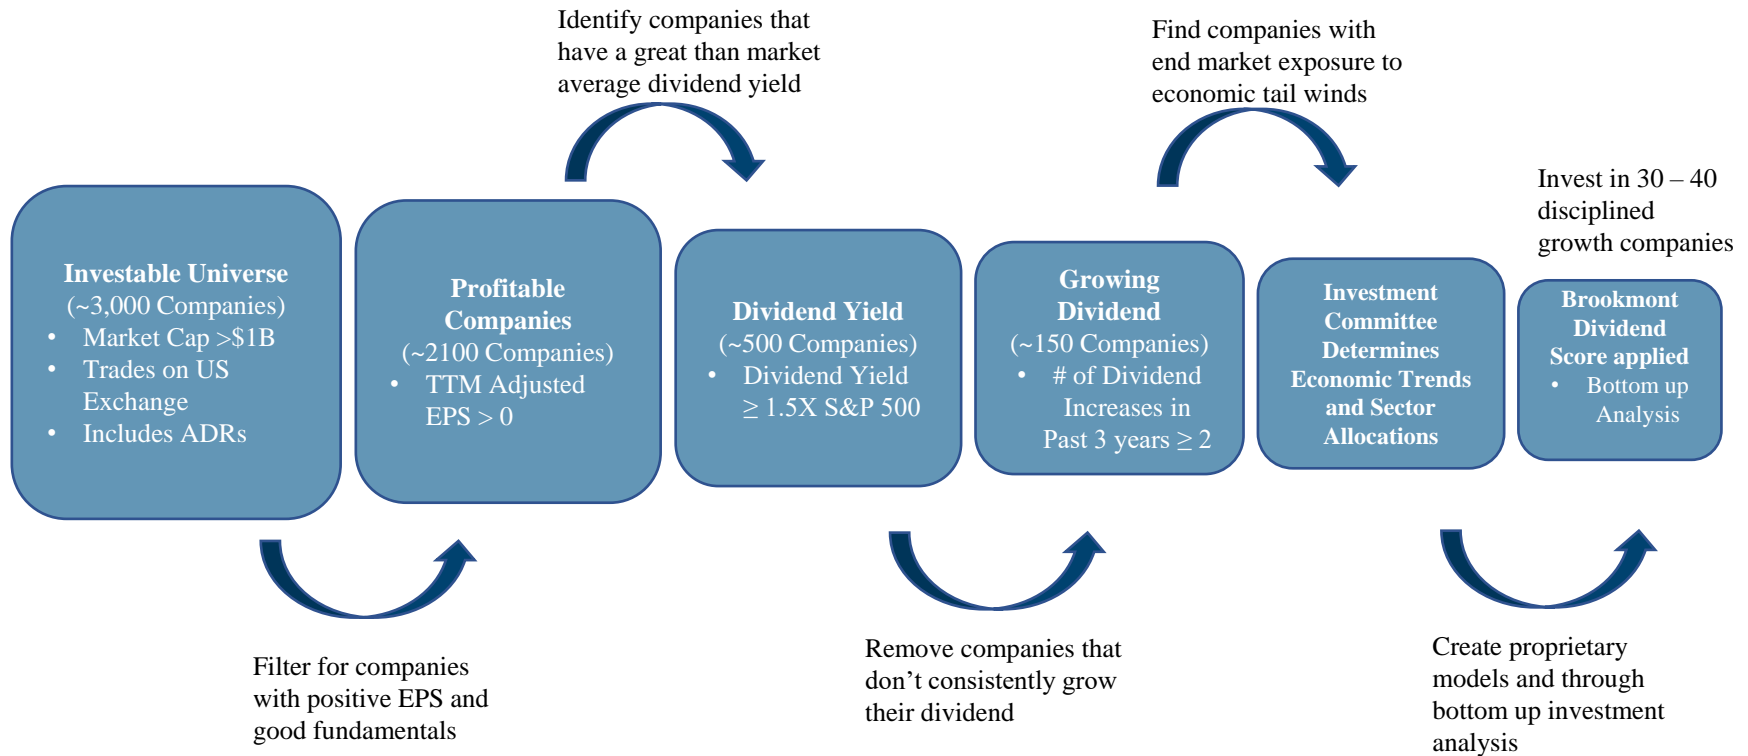 Identify companies that
have a great than market
average dividend yield
Find companies with
end market exposure to
economic tail winds
Invest in 30 – 40
disciplined
growth companies
Investable Universe
(~3,000 Companies)
• Market Cap >$1B
• Trades on US
Exchange
• Includes ADRs
Profitable
Companies
(~2100 Companies)
• TTM Adjusted
EPS > 0
Dividend Yield
(~500 Companies)
• Dividend Yield
≥ 1.5X S&P 500
Growing
Dividend
(~150 Companies)
• # of Dividend
Increases in
Past 3 years ≥ 2
Investment
Committee
Determines
Economic Trends
and Sector
Allocations
Brookmont
Dividend
Score applied
• Bottom up
Analysis
Filter for companies
with positive EPS and
good fundamentals
Remove companies that
don’t consistently grow
their dividend
Create proprietary
models and through
bottom up investment
analysis